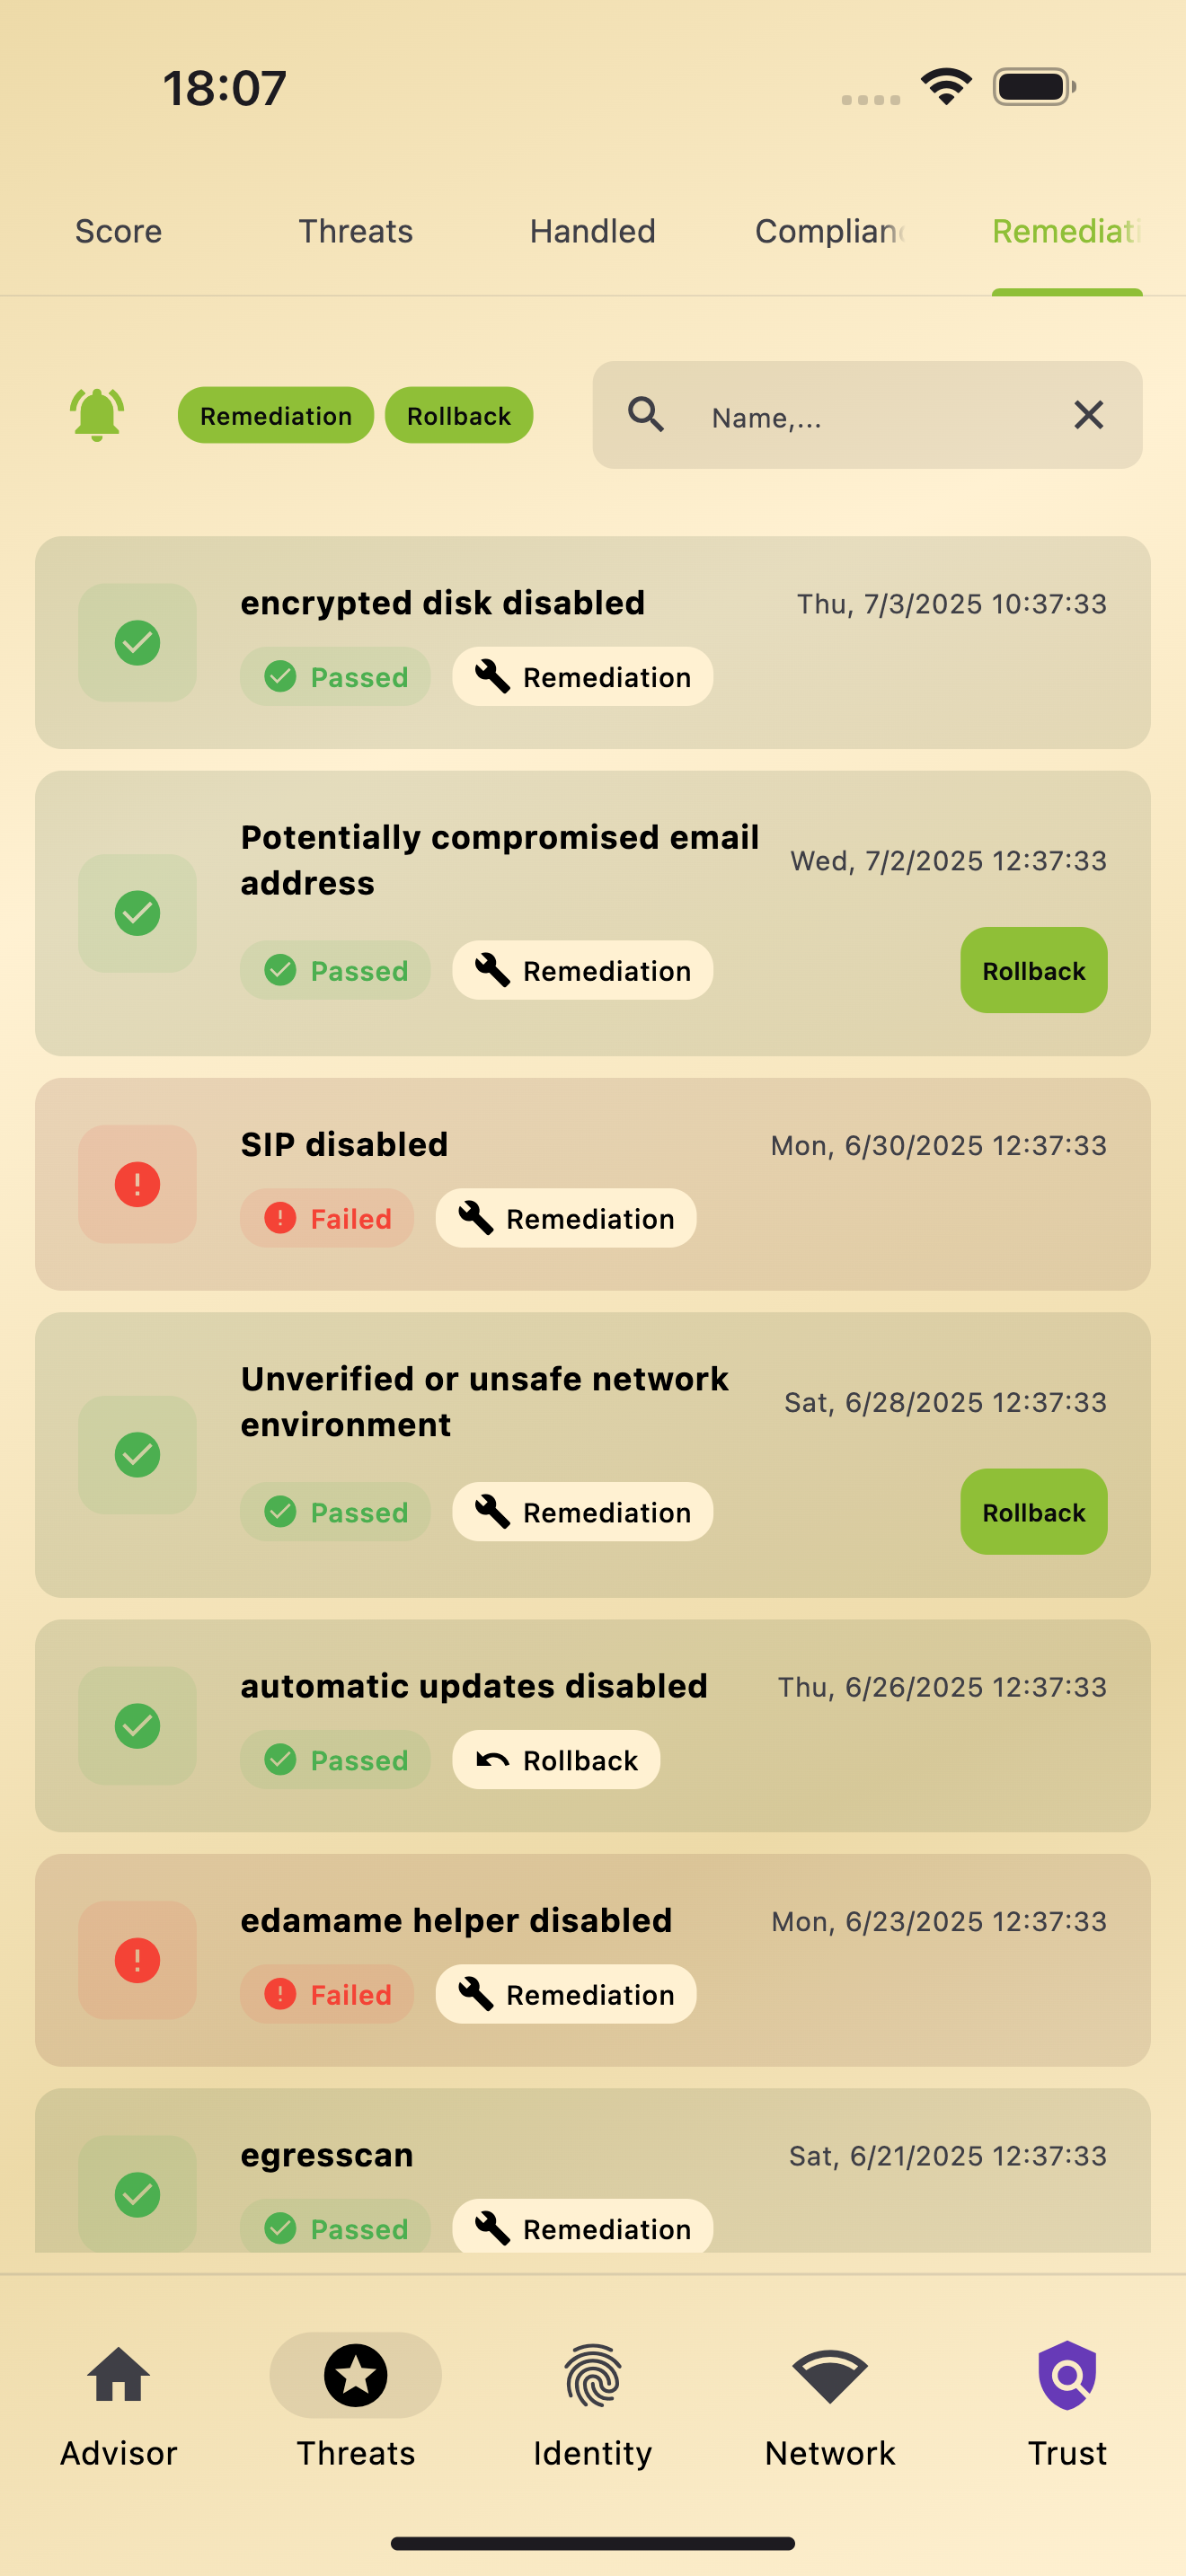 18:07
Score
Threats
Handled
Complianc
Remediati
Remediation
Rollback
Name,...
encrypted disk disabled
Thu, 7/3/2025 10:37:33
Passed
Remediation
Potentially compromised email
address
Wed, 7/2/2025 12:37:33
Passed
Remediation
Rollback
SIP disabled
Mon, 6/30/2025 12:37:33
Failed
Remediation
Unverified or unsafe network
environment
Sat, 6/28/2025 12:37:33
Passed
Remediation
Rollback
automatic updates disabled
Thu, 6/26/2025 12:37:33
Passed
Rollback
edamame helper disabled
Mon, 6/23/2025 12:37:33
Failed
Remediation
egresscan
Sat, 6/21/2025 12:37:33
Passed
Remediation
Advisor
Threats
Identity
Network
Trust